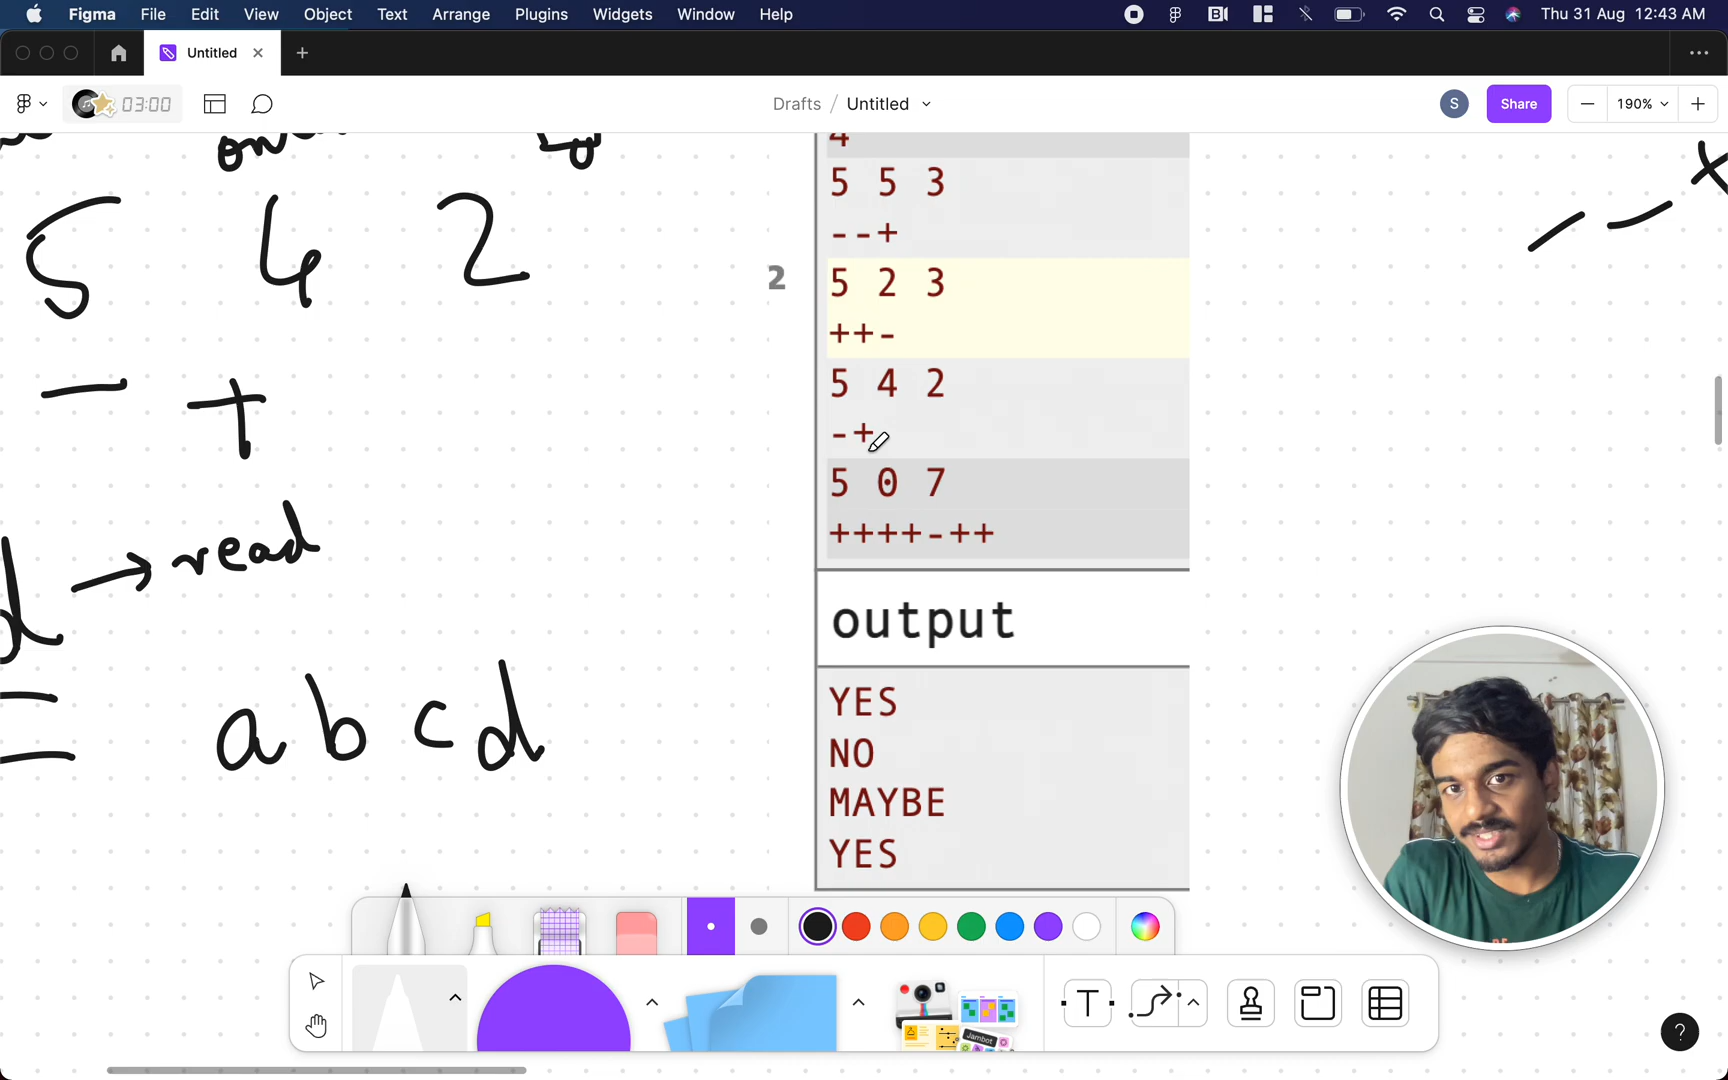 Figma File Edit View Object Text Arrange Plugins Widgets Window Help Thu 31 Aug 12:43 AM
Untitled
03:00 Drafts / Untitled S Share 190%
4
5 5 3
--+
2
5 2 3
++-
5 4 2
-+
5 0 7
++++-++
output
YES
NO
MAYBE
YES
5 4 2
- +
d → read
a b c d
x
T
Jambot
?